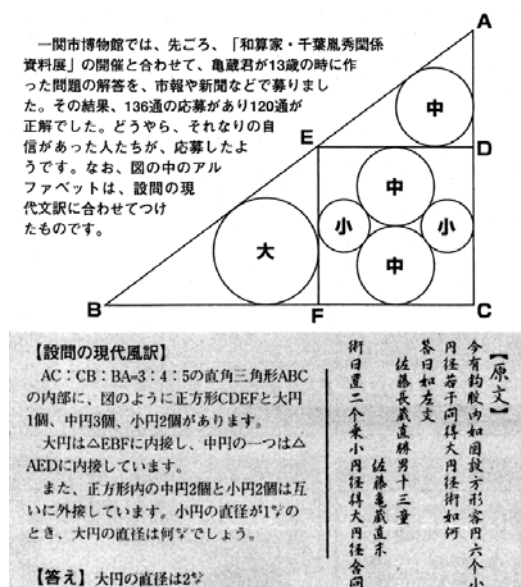 一関市博物館では、先ごろ、「和算家・千葉胤秀関係
資料展」の開催と合わせて、亀蔵君が13歳の時に作
った問題の解答を、市報や新聞などで募りまし
た。その結果、136通の応募があり120通が
正解でした。どうやら、それなりの自
信があった人たちが、応募したよ
うです。なお、図の中のアル
ファベットは、設問の現
代文訳に合わせてつけ
たものです。
A
中
E
D
中
小
小
大
中
B
F
C
【設問の現代風訳】
AC:CB:BA=3:4:5の直角三角形ABC
の内部に、図のように正方形CDEFと大円
1個、中円3個、小円2個があります。
大円は△EBFに内接し、中円の一つは△
AEDに内接しています。
また、正方形内の中円2個と小円2個は互
いに外接しています。小円の直径が1㌢の
とき、大円の直径は何㌢でしょう。
【答え】大円の直径は2㌢
【原文】
今有鈎股内如図設方形容円六个小
円径若干問得大円径術如何
答曰如左文
佐藤長蔵直勝男十三童
佐藤亀蔵直東
術曰置二个乗小円径得大円径合問